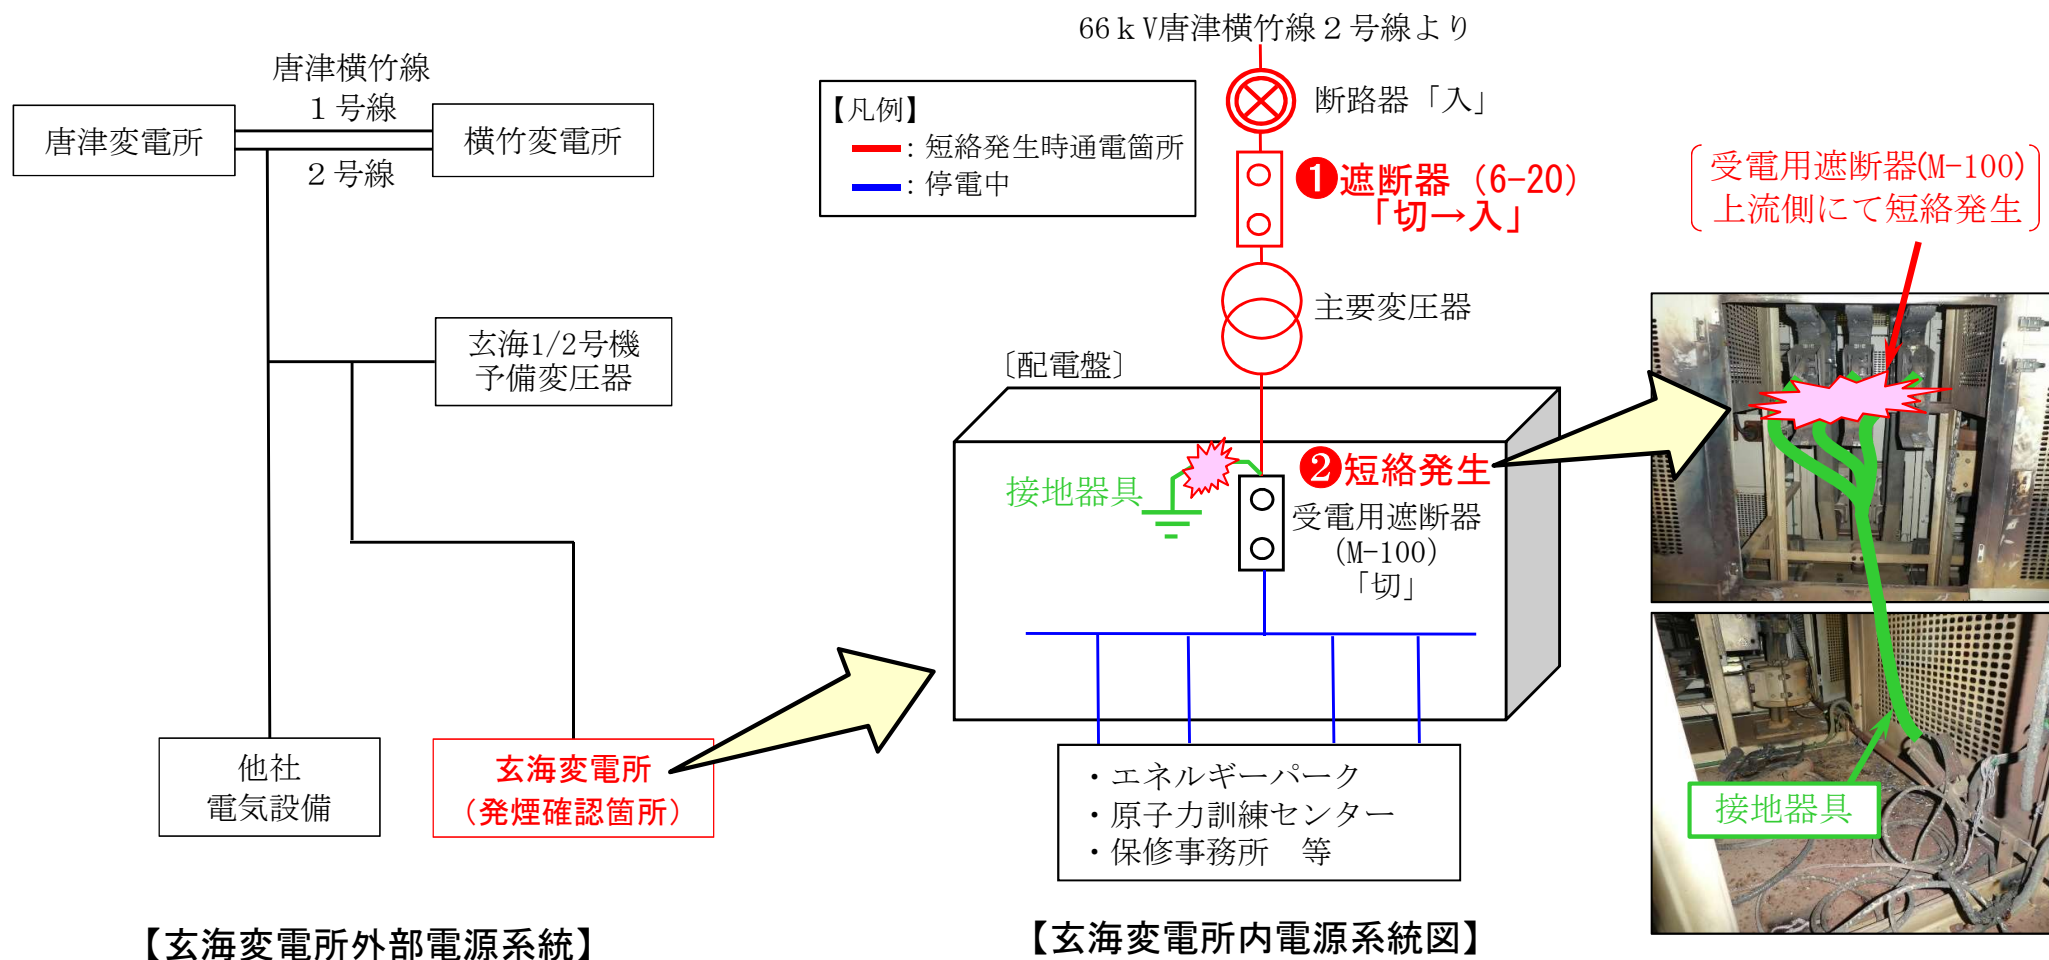 唐津横竹線
１号線
唐津変電所
横竹変電所
２号線
玄海1/2号機
予備変圧器
他社
電気設備
玄海変電所
（発煙確認箇所）
【玄海変電所外部電源系統】
66ｋV唐津横竹線２号線より
【凡例】
：短絡発生時通電箇所
：停電中
断路器「入」
❶遮断器（6-20）
「切→入」
主要変圧器
〔配電盤〕
接地器具
❷短絡発生
受電用遮断器
(M-100)
「切」
・エネルギーパーク
・原子力訓練センター
・保修事務所　等
【玄海変電所内電源系統図】
受電用遮断器(M-100)
上流側にて短絡発生
接地器具